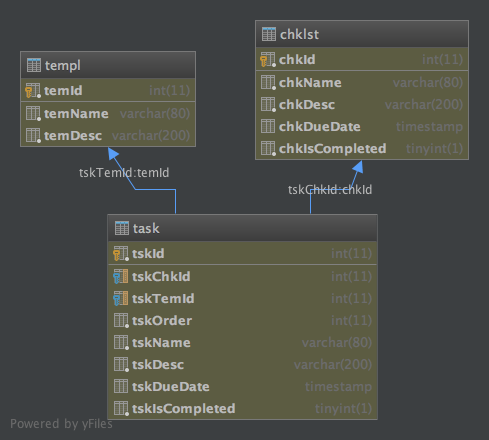 templ
temId int(11)
temName varchar(80)
temDesc varchar(200)
chklst
chkId int(11)
chkName varchar(80)
chkDesc varchar(200)
chkDueDate timestamp
chkIsCompleted tinyint(1)
tskTemId:temId
tskChkId:chkId
task
tskId int(11)
tskChkId int(11)
tskTemId int(11)
tskOrder int(11)
tskName varchar(80)
tskDesc varchar(200)
tskDueDate timestamp
tskIsCompleted tinyint(1)
Powered by yFiles